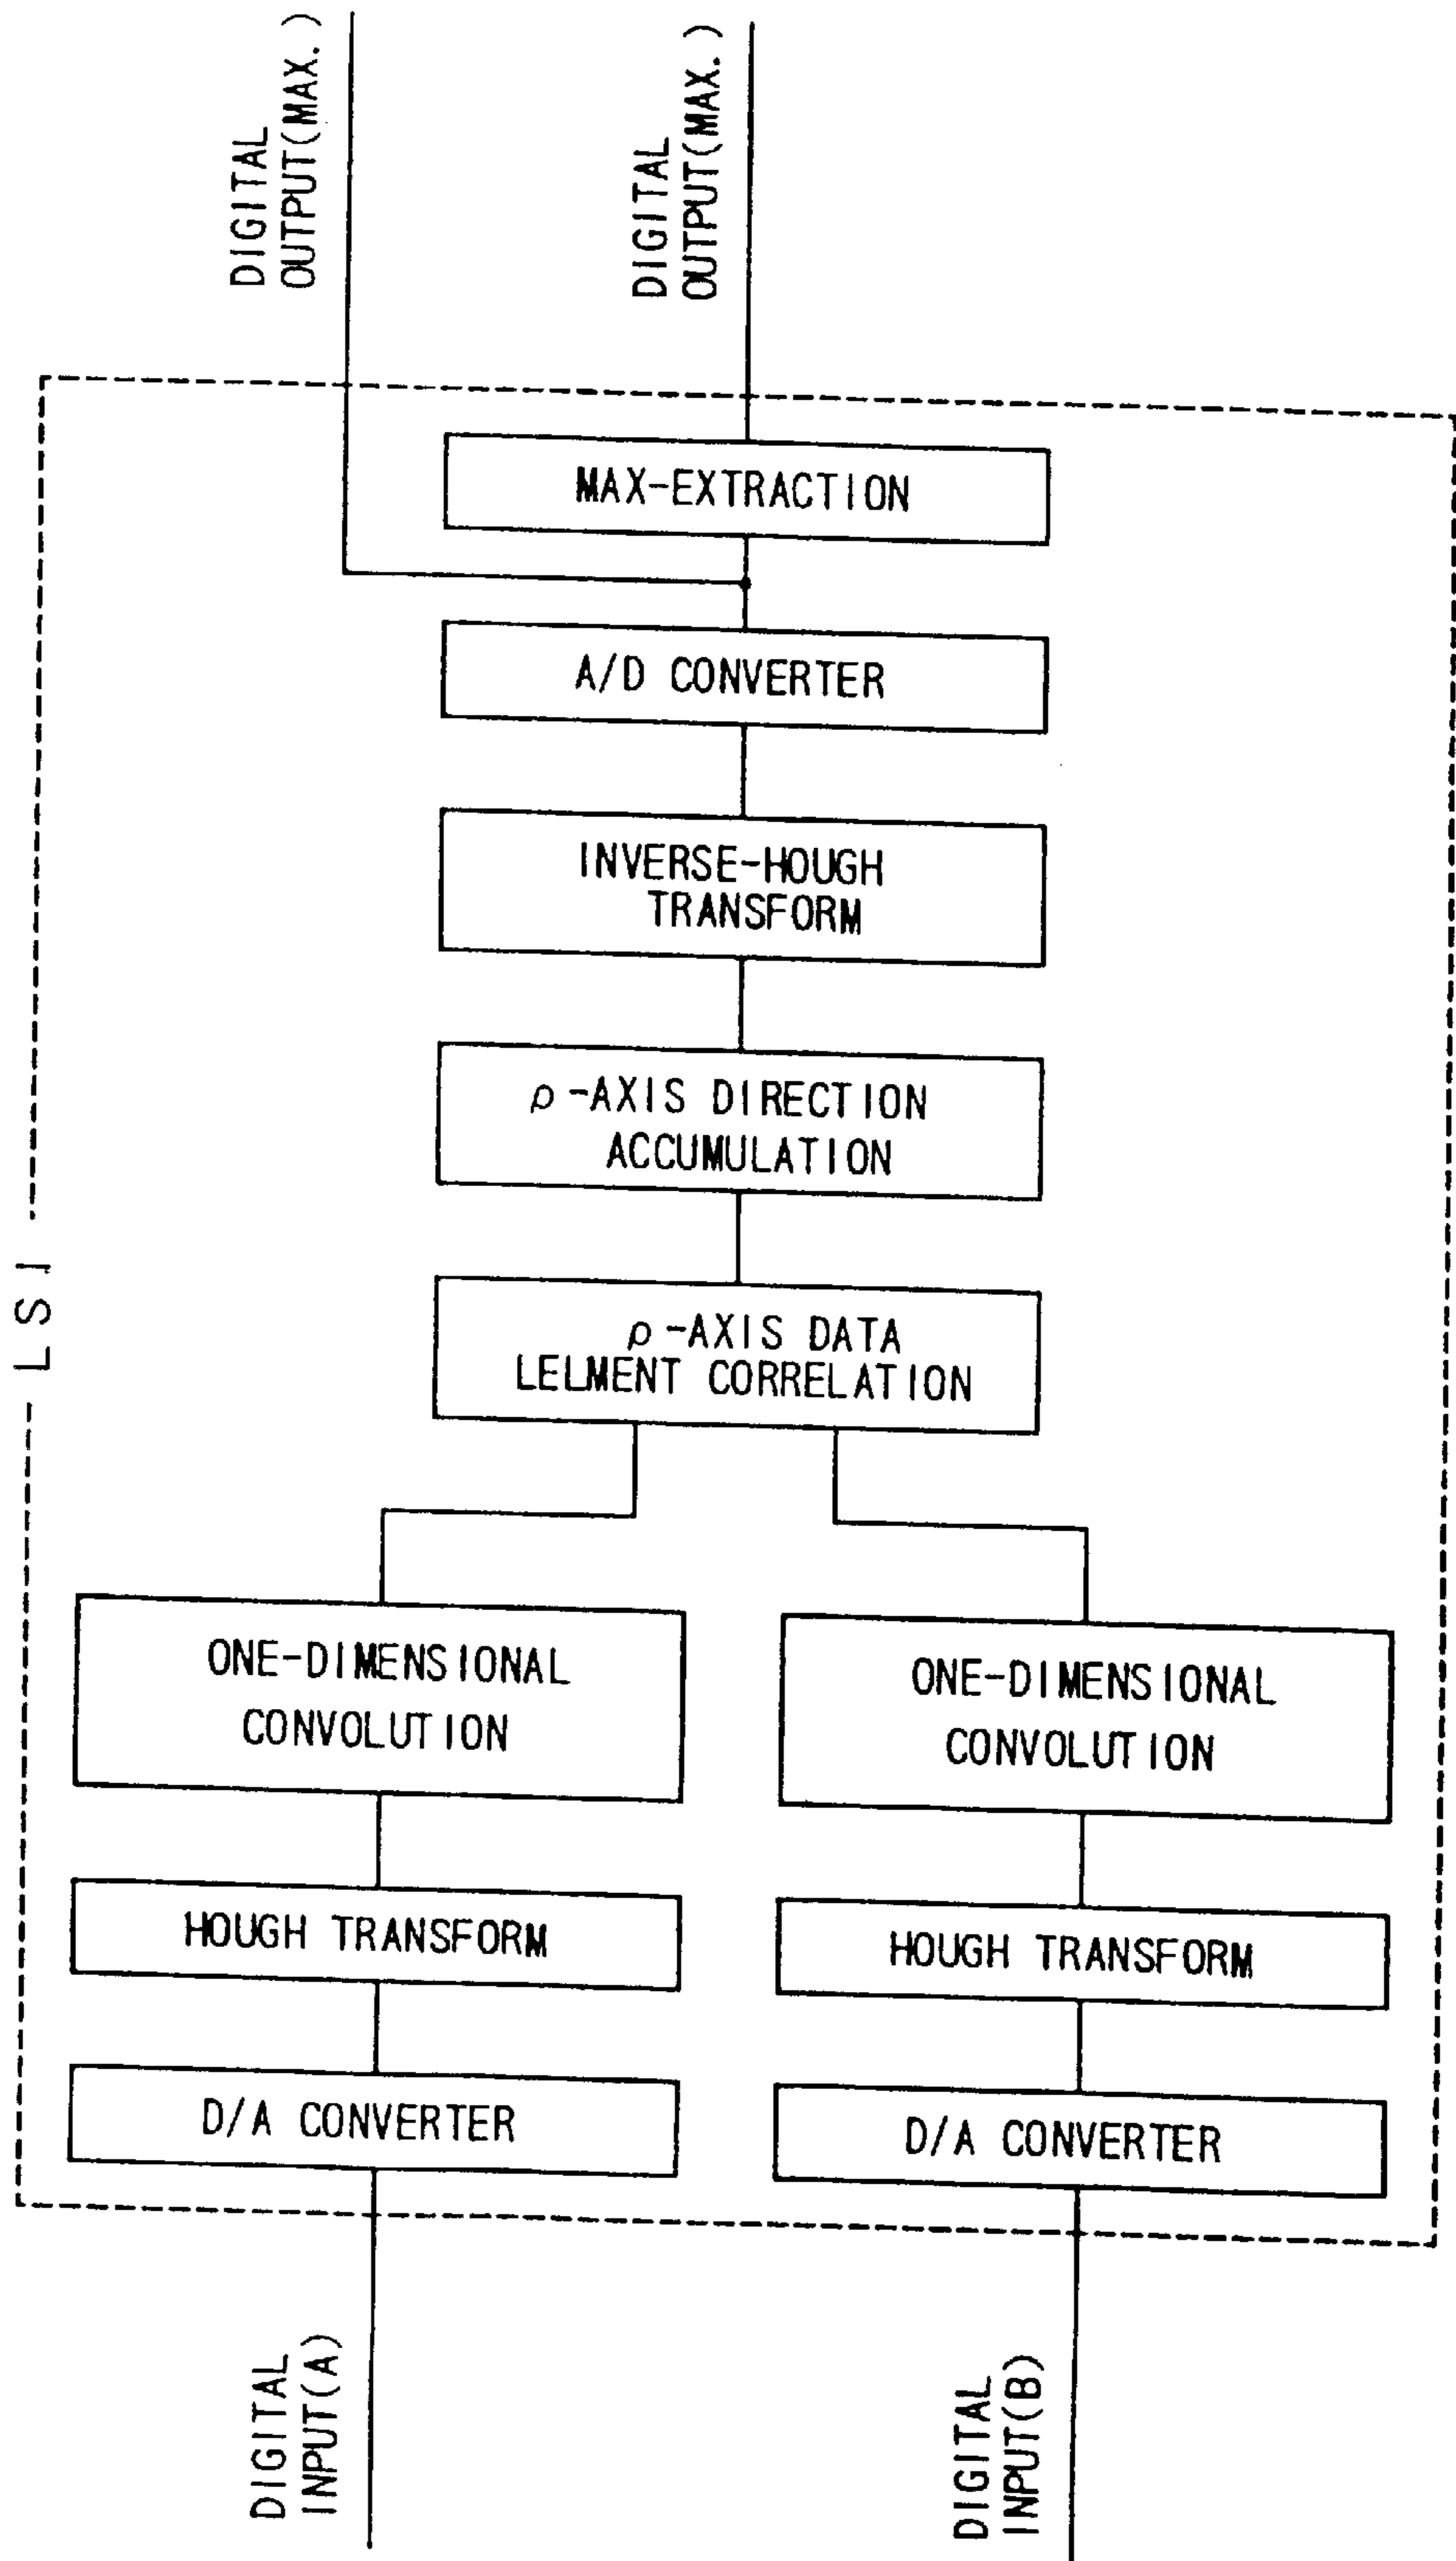 DIGITAL
OUTPUT(MAX.)
DIGITAL
OUTPUT(MAX.)
MAX-EXTRACTION
A/D CONVERTER
INVERSE-HOUGH
TRANSFORM
ρ-AXIS DIRECTION
ACCUMULATION
LSI
ρ-AXIS DATA
LELMENT CORRELATION
ONE-DIMENSIONAL
CONVOLUTION
ONE-DIMENSIONAL
CONVOLUTION
HOUGH TRANSFORM
HOUGH TRANSFORM
D/A CONVERTER
D/A CONVERTER
DIGITAL
INPUT(A)
DIGITAL
INPUT(B)